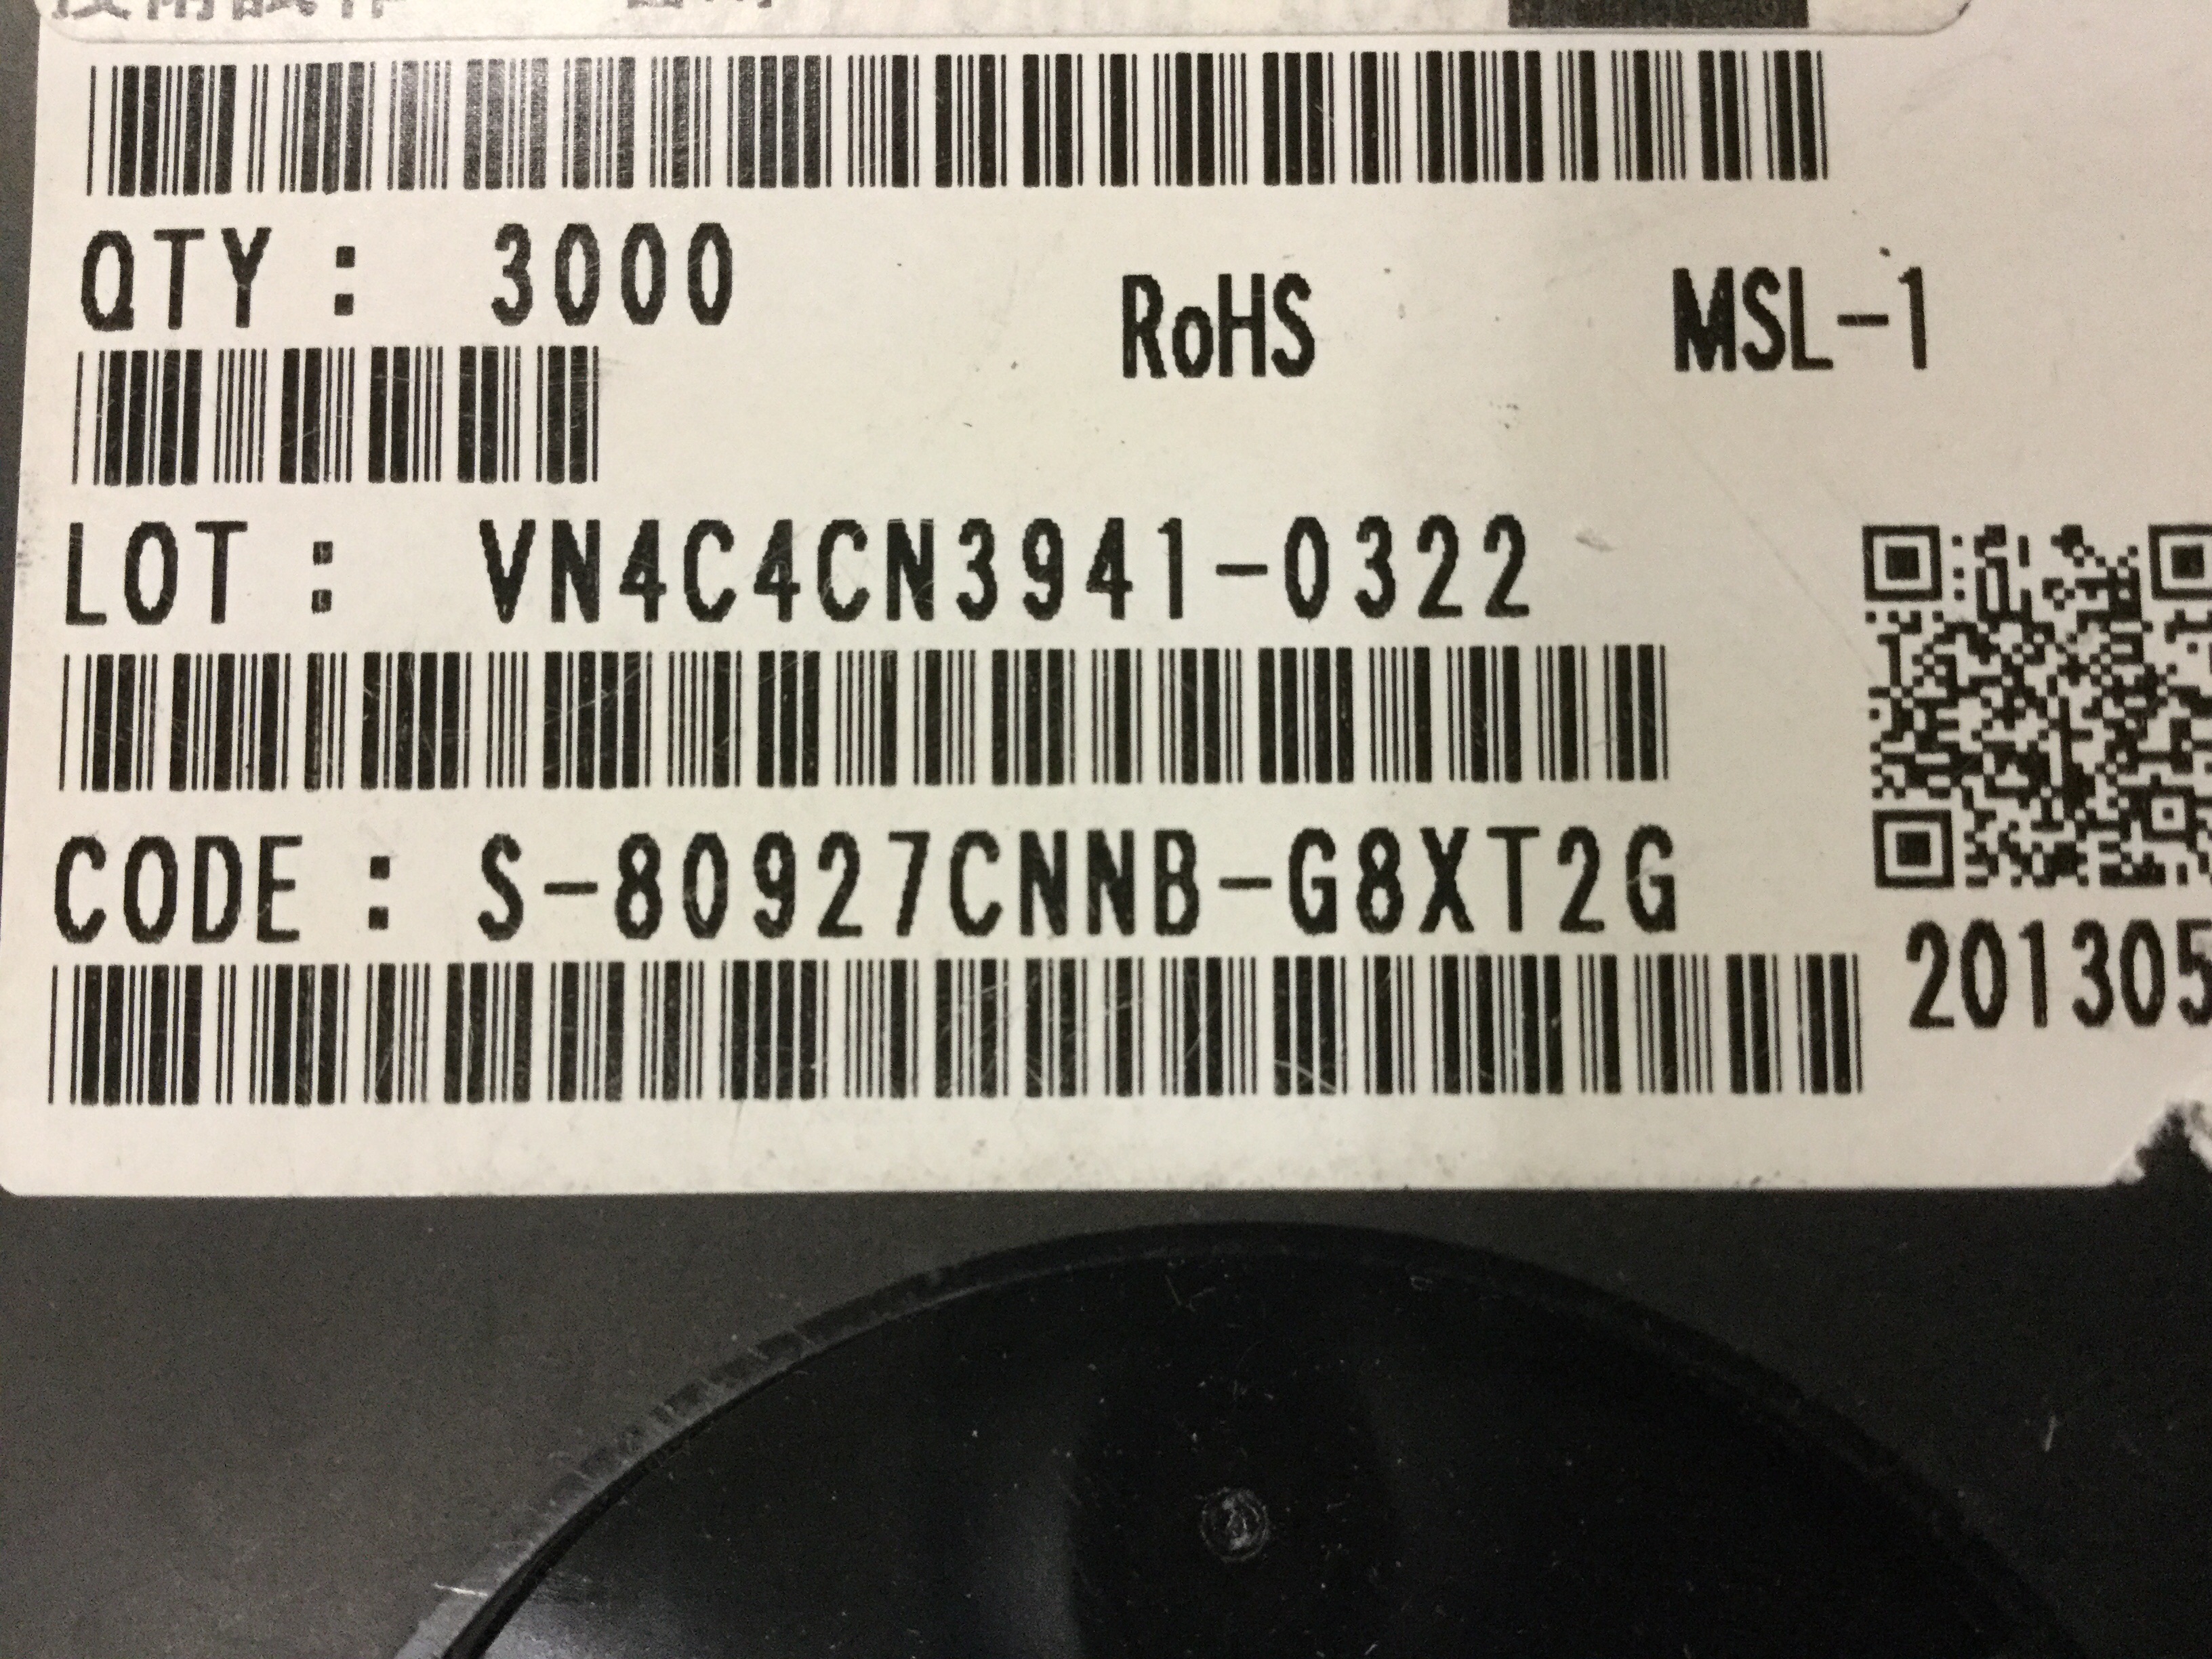 QTY : 3000
RoHS MSL-1
LOT : VN4C4CN3941-0322
CODE : S-80927CNNB-G8XT2G
201305